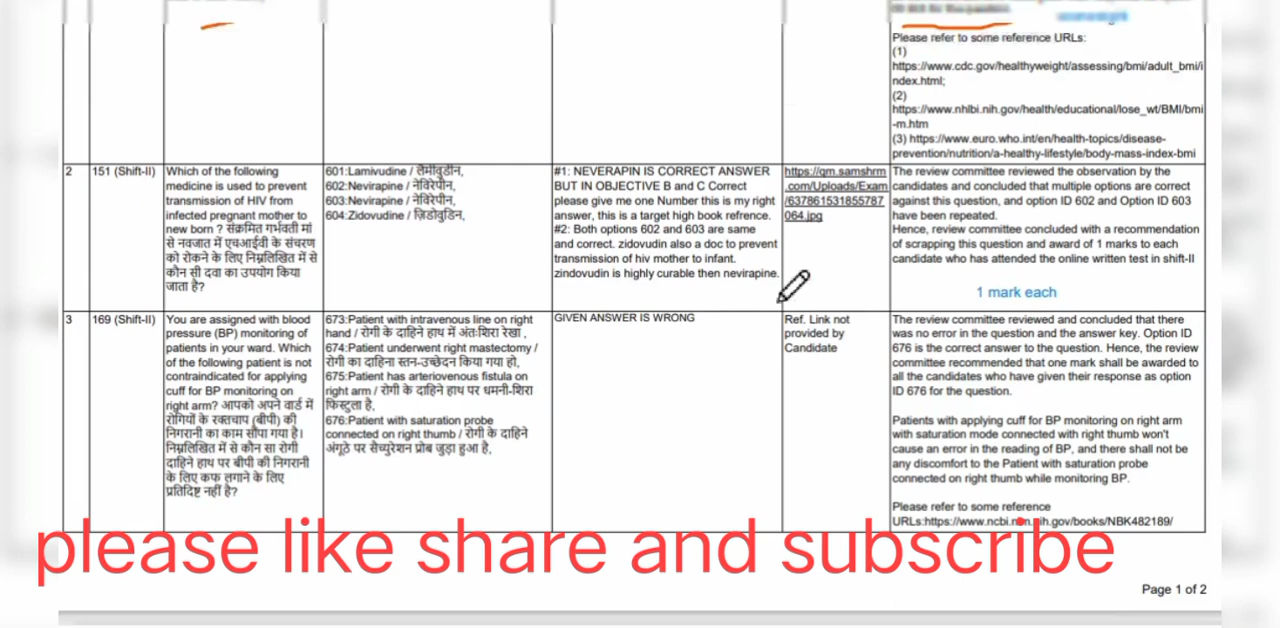 Please refer to some reference URLs:
(1)
https://www.cdc.gov/healthyweight/assessing/bmi/adult_bmi/i
ndex.html;
(2)
https://www.nhlbi.nih.gov/health/educational/lose_wt/BMI/bmi
-m.htm
(3) https://www.euro.who.int/en/health-topics/disease-
prevention/nutrition/a-healthy-lifestyle/body-mass-index-bmi
2
151 (Shift-II)
Which of the following
medicine is used to prevent
transmission of HIV from
infected pregnant mother to
new born ? संक्रमित गर्भवती मां
से नवजात में एचआईवी के संचरण
को रोकने के लिए निम्नलिखित में से
कौन सी दवा का उपयोग किया
जाता है?
601:Lamivudine / लैमीवुडीन,
602:Nevirapine / नेविरेपीन,
603:Nevirapine / नेविरेपीन,
604:Zidovudine / ज़िडोवुडिन,
#1: NEVERAPIN IS CORRECT ANSWER
BUT IN OBJECTIVE B and C Correct
please give me one Number this is my right
answer, this is a target high book refrence.
#2: Both options 602 and 603 are same
and correct. zidovudin also a doc to prevent
transmission of hiv mother to infant.
zindovudin is highly curable then nevirapine.
https://qm.samshrm
.com/Uploads/Exam
/637861531855787
064.jpg
The review committee reviewed the observation by the
candidates and concluded that multiple options are correct
against this question, and option ID 602 and Option ID 603
have been repeated.
Hence, review committee concluded with a recommendation
of scrapping this question and award of 1 marks to each
candidate who has attended the online written test in shift-II
1 mark each
3
169 (Shift-II)
You are assigned with blood
pressure (BP) monitoring of
patients in your ward. Which
of the following patient is not
contraindicated for applying
cuff for BP monitoring on
right arm? आपको अपने वार्ड में
रोगियों के रक्तचाप (बीपी) की
निगरानी का काम सौंपा गया है।
निम्नलिखित में से कौन सा रोगी
दाहिने हाथ पर बीपी की निगरानी
के लिए कफ लगाने के लिए
प्रतिदिष्ट नहीं है?
673:Patient with intravenous line on right
hand / रोगी के दाहिने हाथ में अंतःशिरा रेखा ,
674:Patient underwent right mastectomy /
रोगी का दाहिना स्तन-उच्छेदन किया गया हो,
675:Patient has arteriovenous fistula on
right arm / रोगी के दाहिने हाथ पर धमनी-शिरा
फिस्टुला है,
676:Patient with saturation probe
connected on right thumb / रोगी के दाहिने
अंगूठे पर सैच्युरेशन प्रोब जुड़ा हुआ है,
GIVEN ANSWER IS WRONG
Ref. Link not
provided by
Candidate
The review committee reviewed and concluded that there
was no error in the question and the answer key. Option ID
676 is the correct answer to the question. Hence, the review
committee recommended that one mark shall be awarded to
all the candidates who have given their response as option
ID 676 for the question.
Patients with applying cuff for BP monitoring on right arm
with saturation mode connected with right thumb won't
cause an error in the reading of BP, and there shall not be
any discomfort to the Patient with saturation probe
connected on right thumb while monitoring BP.
Please refer to some reference
URLs:https://www.ncbi.nlm.nih.gov/books/NBK482189/
please like share and subscribe
Page 1 of 2